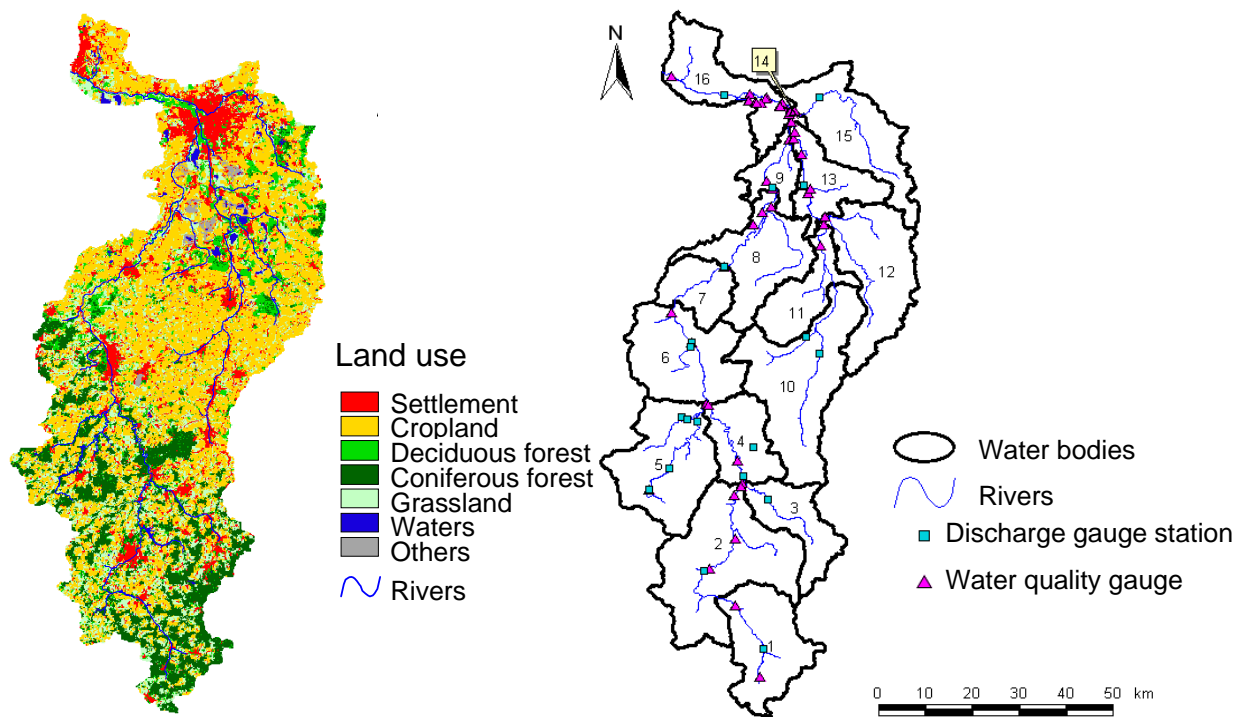 Land use
Settlement
Cropland
Deciduous forest
Coniferous forest
Grassland
Waters
Others
Rivers
N
14
16
15
9
13
8
12
7
11
6
10
4
5
3
2
1
Water bodies
Rivers
Discharge gauge station
Water quality gauge
0 10 20 30 40 50 km